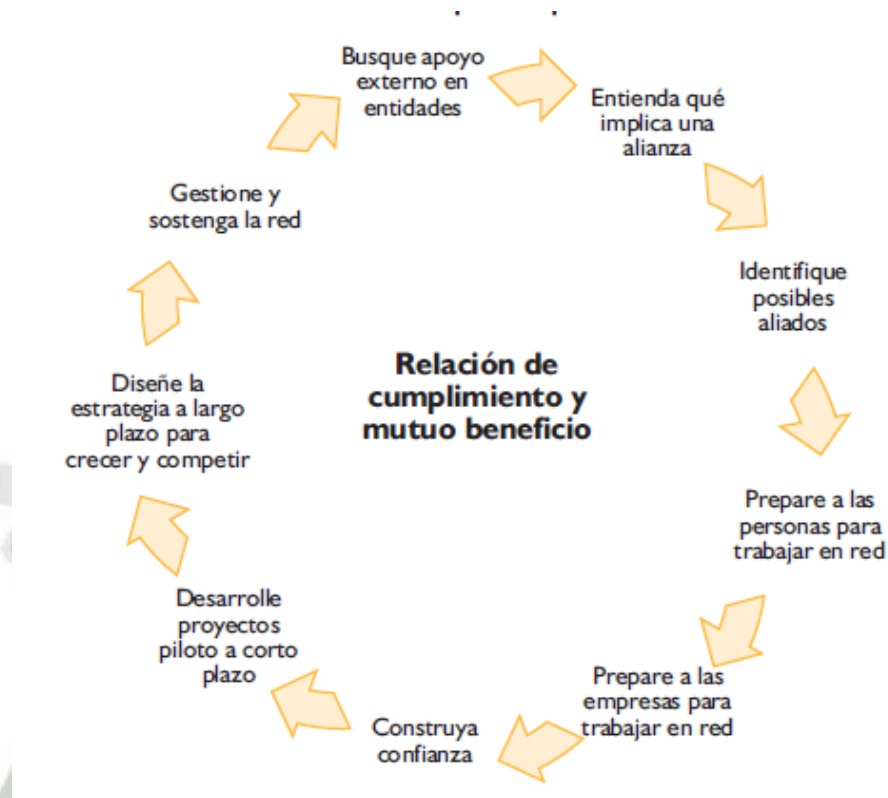 Busque apoyo
externo en
entidades
Entienda qué
implica una
alianza
Identifique
posibles
aliados
Prepare a las
personas para
trabajar en red
Prepare a las
empresas para
trabajar en red
Construya
confianza
Desarrolle
proyectos
piloto a corto
plazo
Diseñe la
estrategia a largo
plazo para
crecer y competir
Gestione y
sostenga la red
Relación de
cumplimiento y
mutuo beneficio